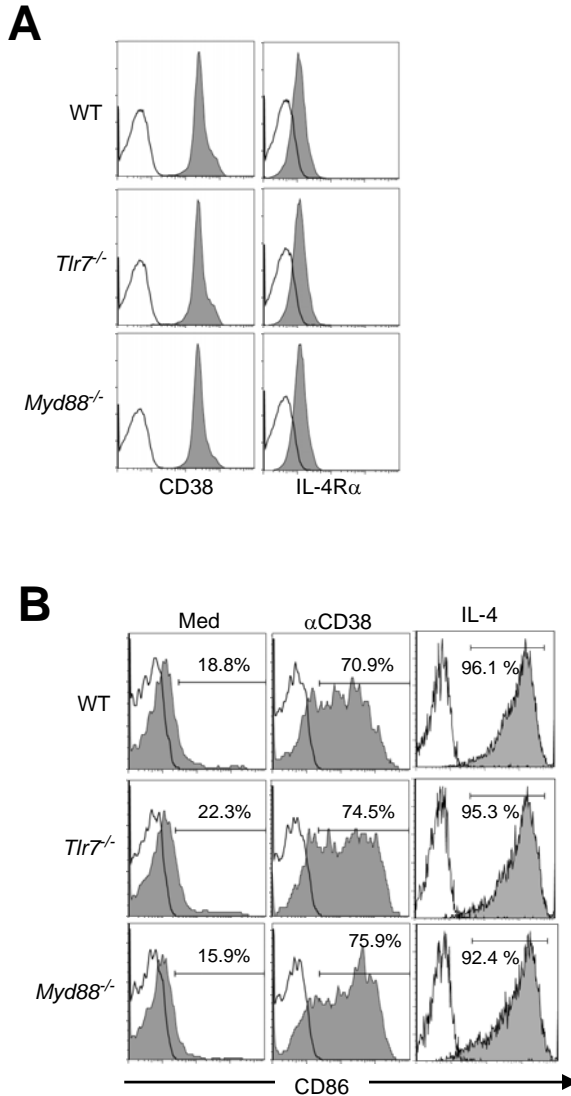 A
WT
Tlr7-/-
Myd88-/-
CD38 IL-4Rα
B
Med αCD38 IL-4
WT 18.8% 70.9% 96.1 %
Tlr7-/- 22.3% 74.5% 95.3 %
Myd88-/- 15.9% 75.9% 92.4 %
CD86